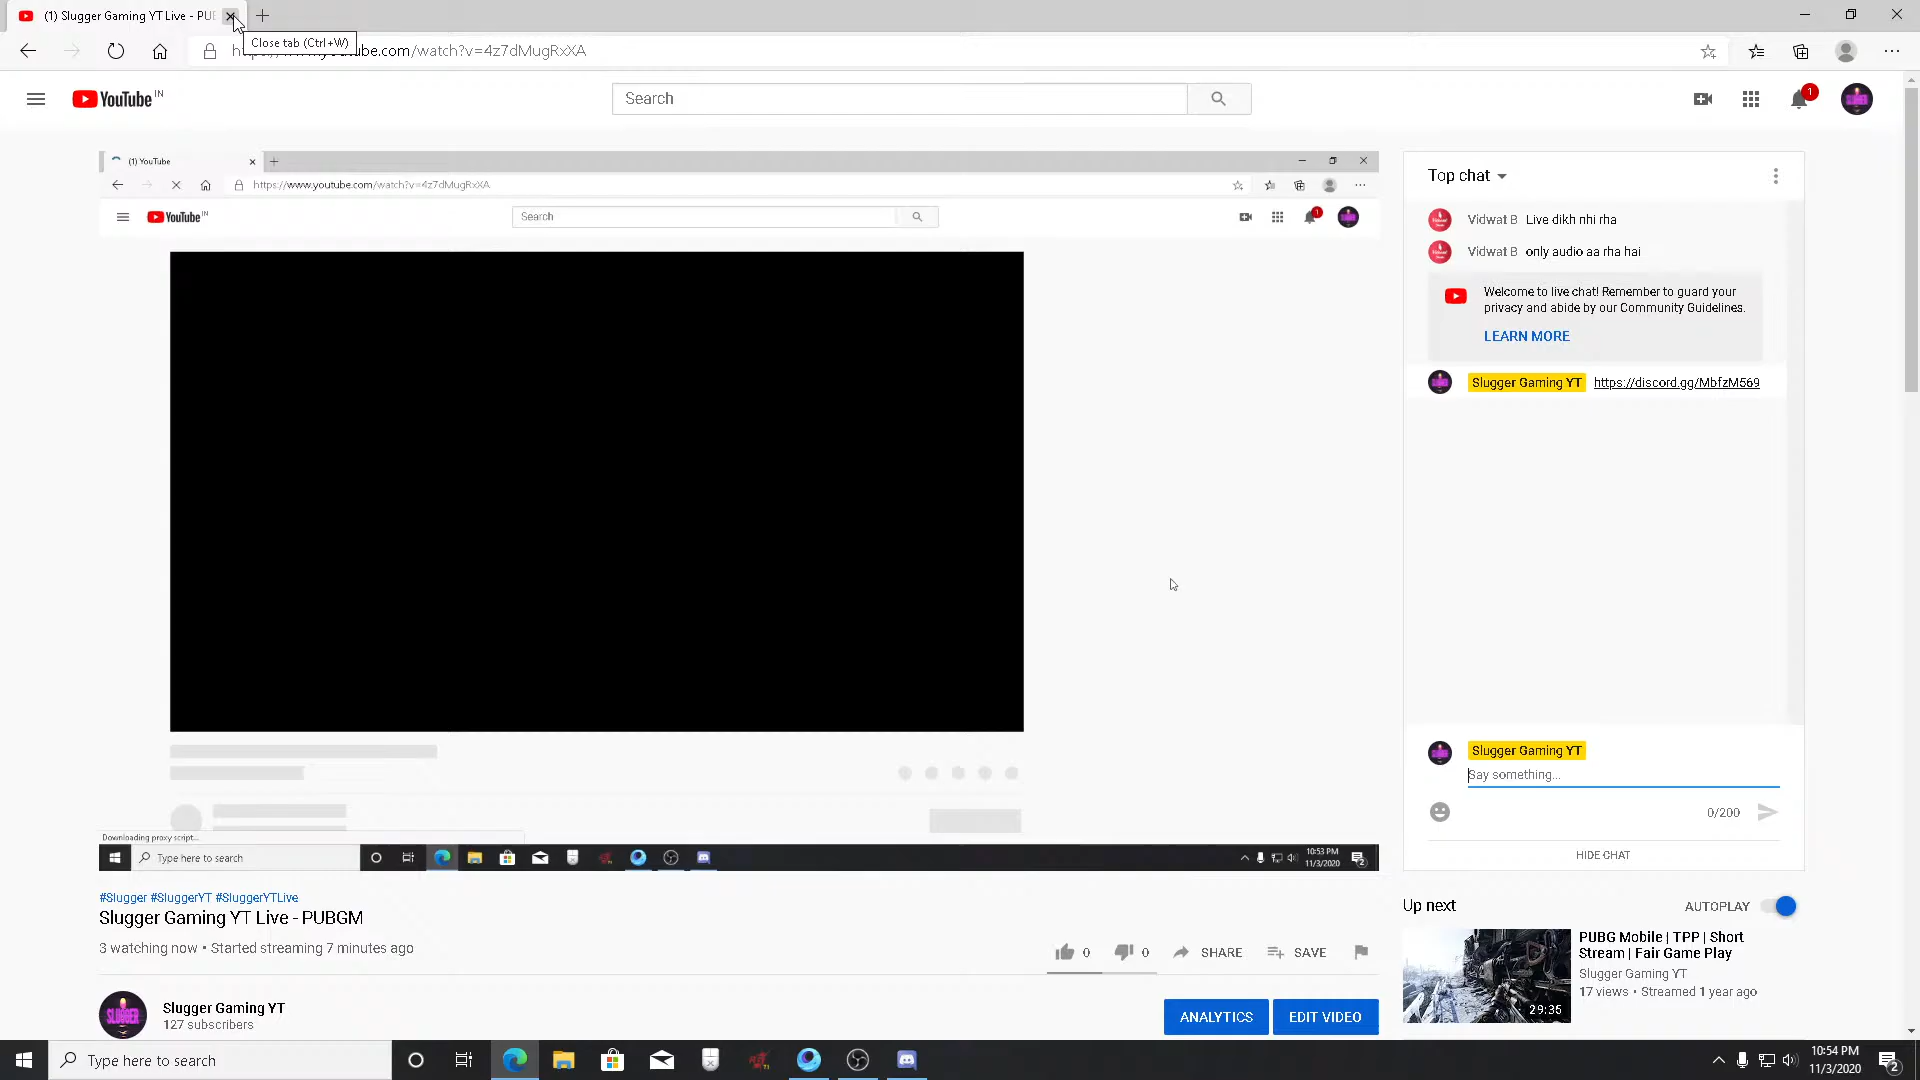 (1) Slugger Gaming YT Live - PUE
Close tab (Ctrl+W)
youtube.com/watch?v=4z7dMugRxXA
YouTube IN
Search
1
(1) YouTube
https://www.youtube.com/watch?v=4z7dMugRxXA
YouTube IN
Search
Downloading proxy script...
Type here to search
10:53 PM
11/3/2020
2
Top chat
Vidwat B Live dikh nhi rha
Vidwat B only audio aa rha hai
Welcome to live chat! Remember to guard your
privacy and abide by our Community Guidelines.
LEARN MORE
Slugger Gaming YT https://discord.gg/MbfzM569
Slugger Gaming YT
Say something...
0/200
HIDE CHAT
#Slugger #SluggerYT #SluggerYTLive
Slugger Gaming YT Live - PUBGM
3 watching now • Started streaming 7 minutes ago
0 0 SHARE SAVE
SLUGGER
Slugger Gaming YT
127 subscribers
ANALYTICS EDIT VIDEO
Up next AUTOPLAY
PUBG Mobile | TPP | Short
Stream | Fair Game Play
Slugger Gaming YT
17 views • Streamed 1 year ago
29:35
Type here to search
10:54 PM
11/3/2020
2